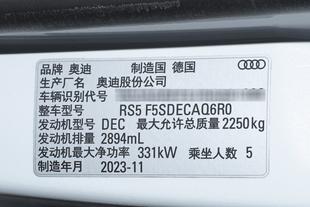 品牌 奥迪 制造国 德国
生产厂名 奥迪股份公司
车辆识别代号
整车型号 RS5 F5SDECAQ6R0
发动机型号 DEC 最大允许总质量 2250kg
发动机排量 2894mL
发动机最大净功率 331kW 乘坐人数 5
制造年月 2023-11